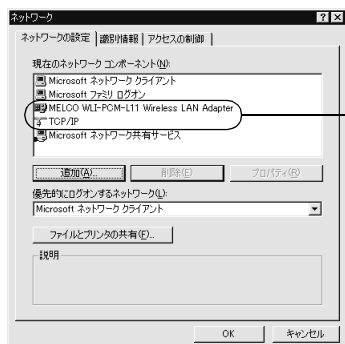 ネットワーク
ネットワークの設定 識別情報 アクセスの制御
現在のネットワーク コンポーネント(N):
Microsoft ネットワーク クライアント
Microsoft ファミリ ログオン
MELCO WLI-PCM-L11 Wireless LAN Adapter
TCP/IP
Microsoft ネットワーク共有サービス
追加(A)... 削除(E) プロパティ(R)
優先的にログオンするネットワーク(L):
Microsoft ネットワーク クライアント
ファイルとプリンタの共有(F)...
説明
OK キャンセル